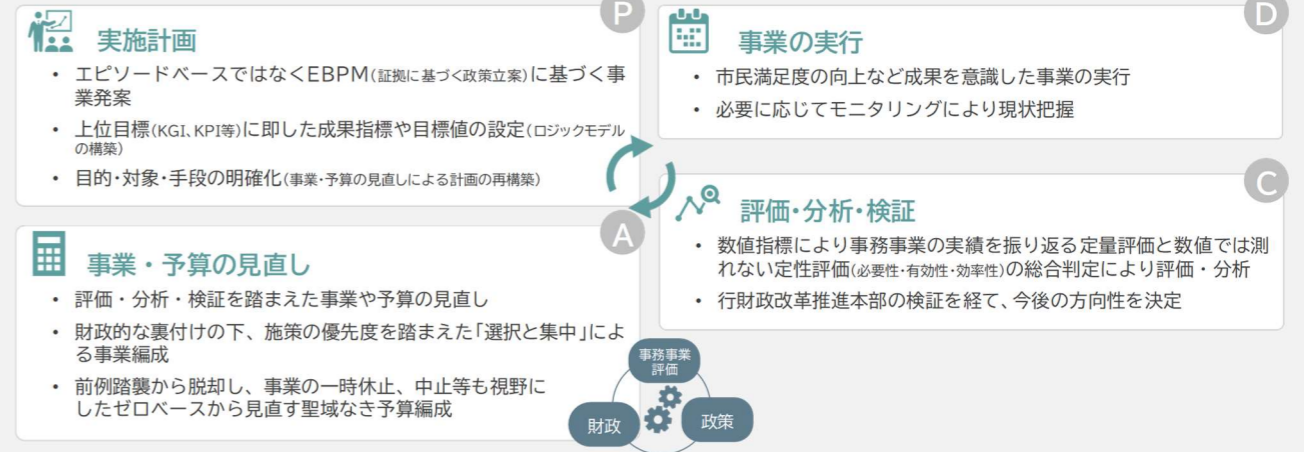 P
実施計画
• エピソードベースではなくEBPM(証拠に基づく政策立案)に基づく事
業発案
• 上位目標(KGI、KPI等)に即した成果指標や目標値の設定(ロジックモデル
の構築)
• 目的・対象・手段の明確化(事業・予算の見直しによる計画の再構築)
D
事業の実行
• 市民満足度の向上など成果を意識した事業の実行
• 必要に応じてモニタリングにより現状把握
C
評価・分析・検証
• 数値指標により事務事業の実績を振り返る定量評価と数値では測
れない定性評価(必要性・有効性・効率性)の総合判定により評価・分析
• 行財政改革推進本部の検証を経て、今後の方向性を決定
A
事業・予算の見直し
• 評価・分析・検証を踏まえた事業や予算の見直し
• 財政的な裏付けの下、施策の優先度を踏まえた「選択と集中」によ
る事業編成
• 前例踏襲から脱却し、事業の一時休止、中止等も視野に
したゼロベースから見直す聖域なき予算編成
事務事業
評価
財政
政策